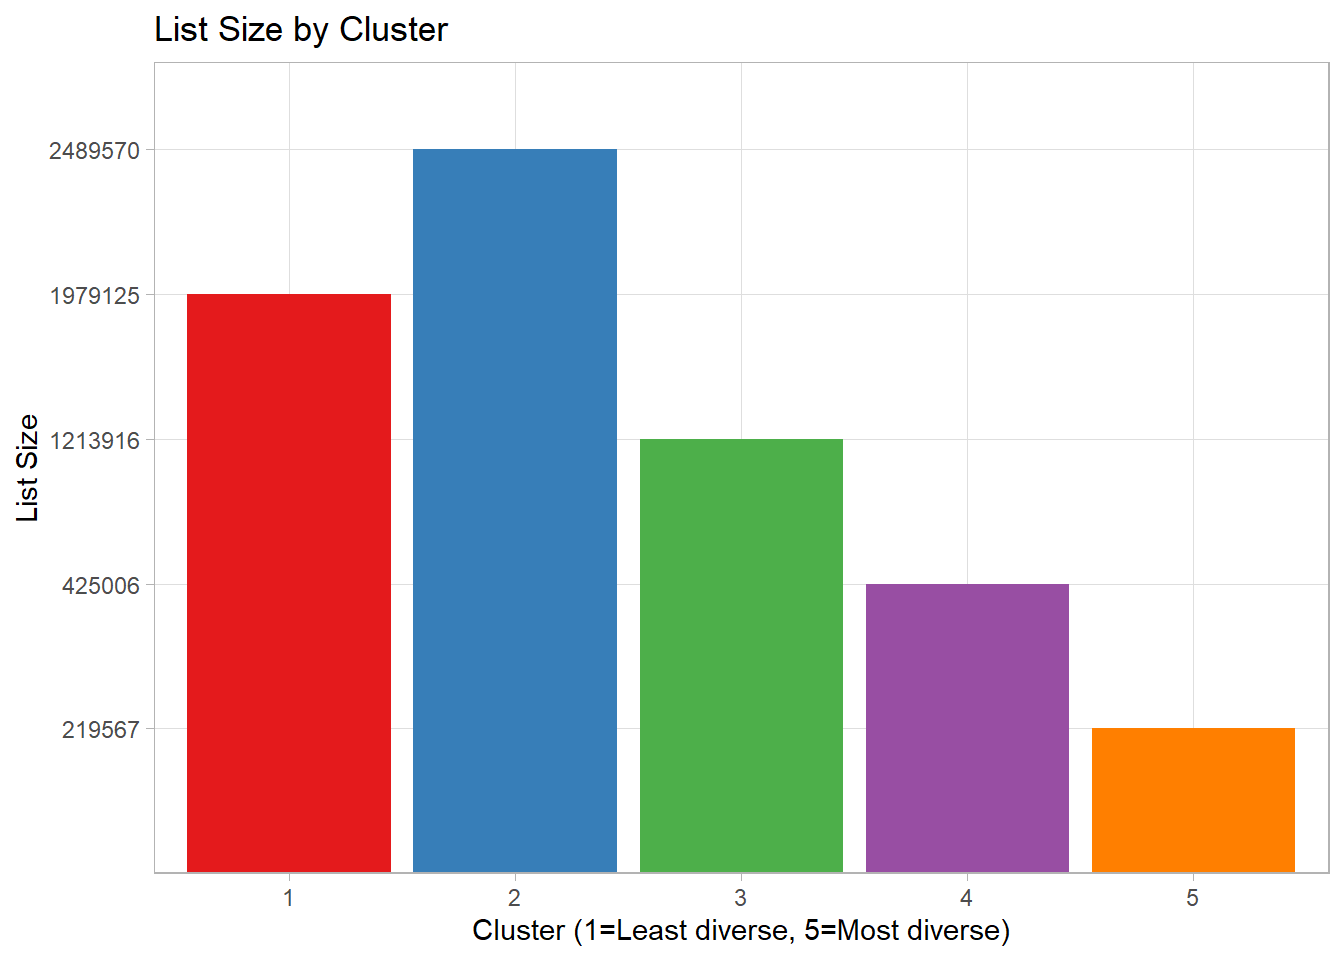 List Size by Cluster
List Size
2489570
1979125
1213916
425006
219567
1 2 3 4 5
Cluster (1=Least diverse, 5=Most diverse)